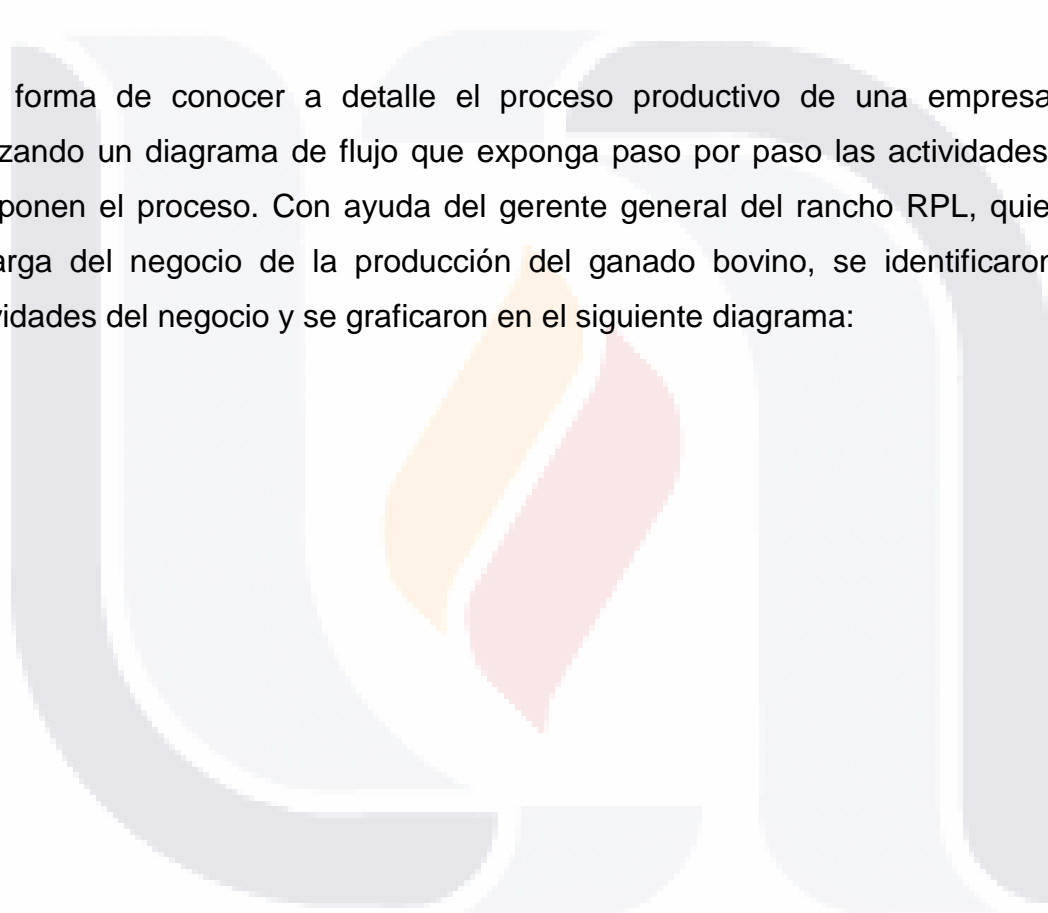 forma de conocer a detalle el proceso productivo de una empresa
zando un diagrama de flujo que exponga paso por paso las actividades
ponen el proceso. Con ayuda del gerente general del rancho RPL, quie
arga del negocio de la producción del ganado bovino, se identificaron
vidades del negocio y se graficaron en el siguiente diagrama: